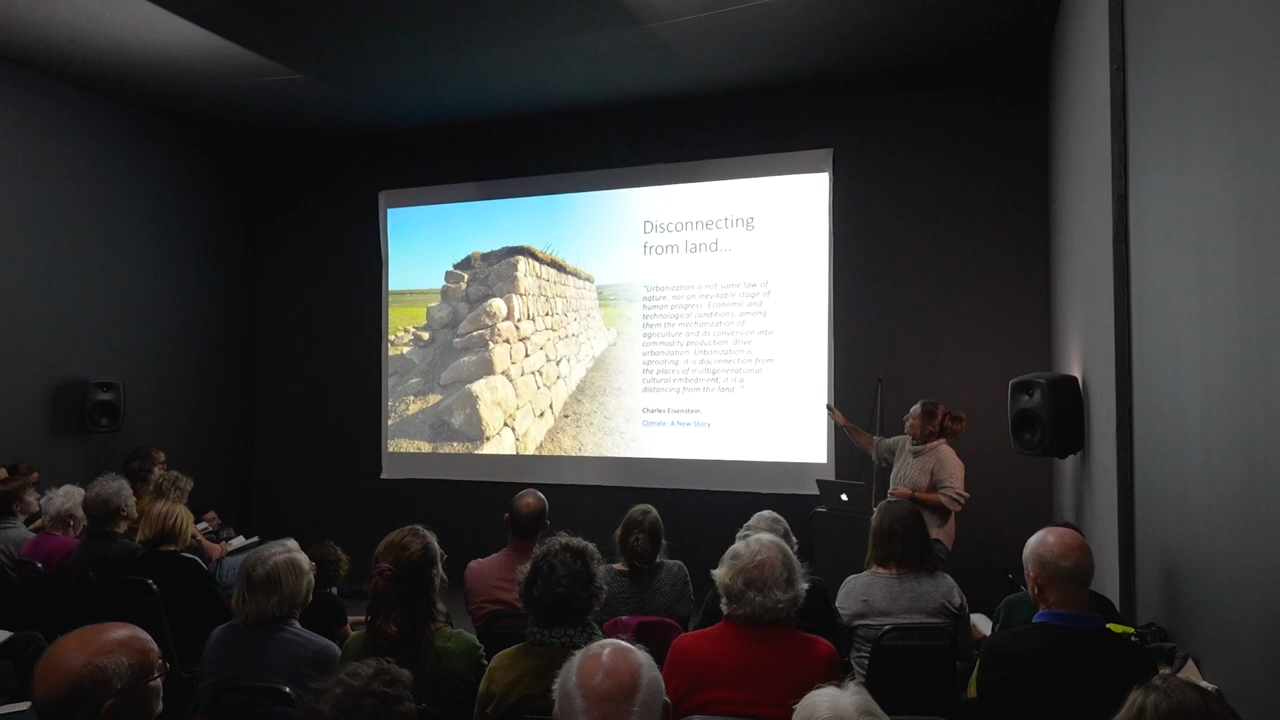 Disconnecting
from land...
"Urbanization is not some law of
nature, nor an inevitable stage of
human progress. Economic and
technological conditions, among
them the mechanization of
agriculture and its conversion into
commodity production, drive
urbanization. Urbanization is
uprooting; it is disconnection from
the places of multigenerational
cultural embedment; it is a
distancing from the land..."
Charles Eisenstein,
Climate: A New Story